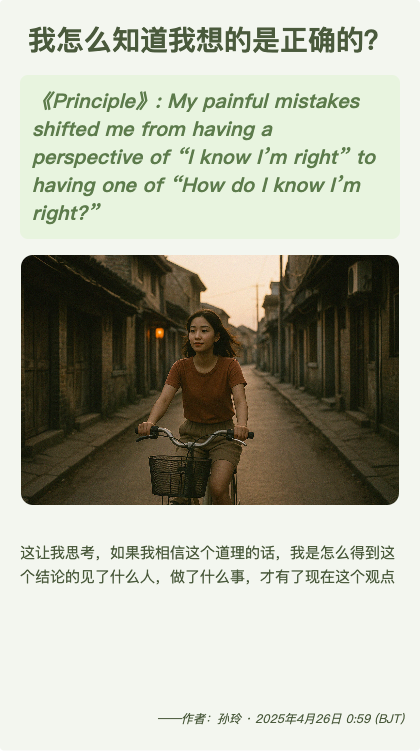 我怎么知道我想的是正确的？
《Principle》: My painful mistakes
shifted me from having a
perspective of “I know I’m right” to
having one of “How do I know I’m
right?”
这让我思考，如果我相信这个道理的话，我是怎么得到这
个结论的见了什么人，做了什么事，才有了现在这个观点
——作者：孙玲 · 2025年4月26日 0:59 (BJT)